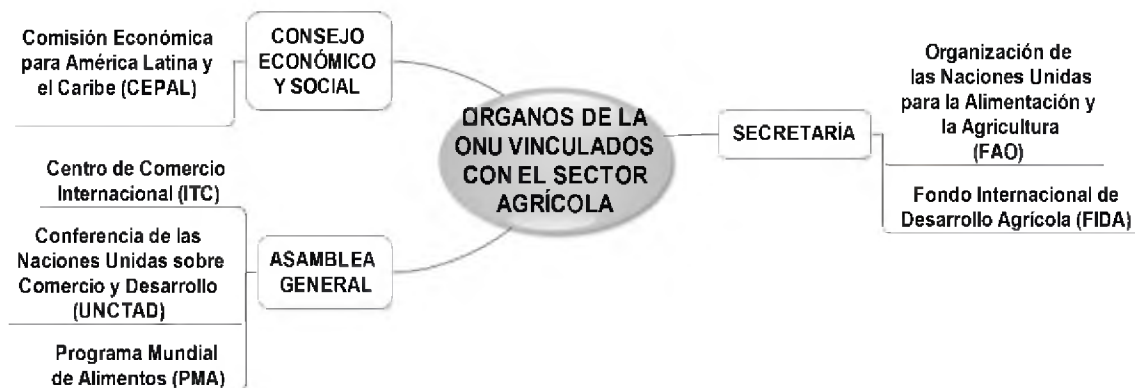 Comisión Económica
para América Latina y
el Caribe (CEPAL)
CONSEJO
ECONÓMICO
Y SOCIAL
Centro de Comercio
Internacional (ITC)
Conferencia de las
Naciones Unidas sobre
Comercio y Desarrollo
(UNCTAD)
Programa Mundial
de Alimentos (PMA)
ASAMBLEA
GENERAL
ÓRGANOS DE LA
ONU VINCULADOS
CON EL SECTOR
AGRÍCOLA
SECRETARÍA
Organización de
las Naciones Unidas
para la Alimentación y
la Agricultura
(FAO)
Fondo Internacional de
Desarrollo Agrícola (FIDA)